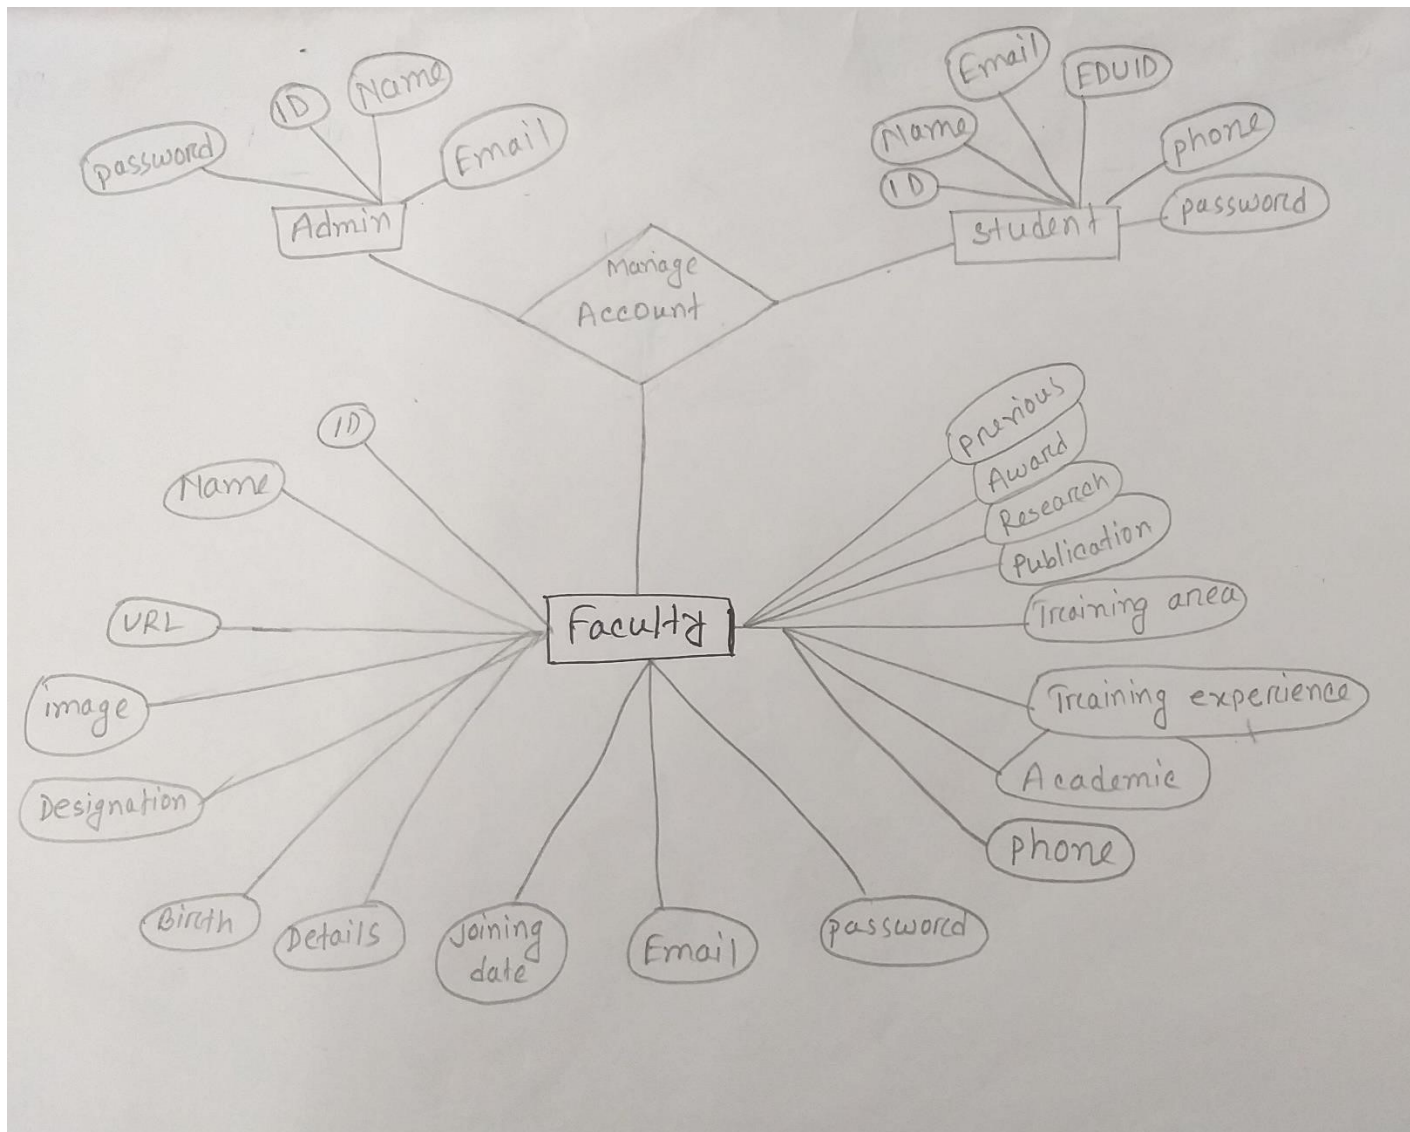 Email
EDUID
Name
ID
password
Email
phone
Name
ID
password
Admin
student
Manage
Account
previous
ID
Award
Name
Research
Publication
Training area
URL
Faculty
image
Training experience
Academic
Designation
phone
Birth
Details
Joining
date
Email
password